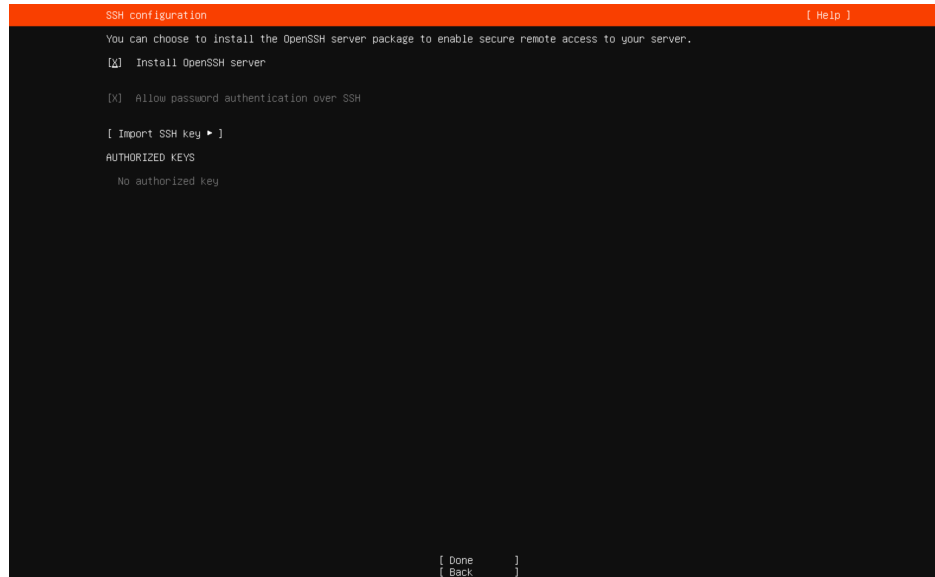 SSH configuration [ Help ]
You can choose to install the OpenSSH server package to enable secure remote access to your server.
[X] Install OpenSSH server
[X] Allow password authentication over SSH
[ Import SSH key ► ]
AUTHORIZED KEYS
No authorized key
[ Done ]
[ Back ]